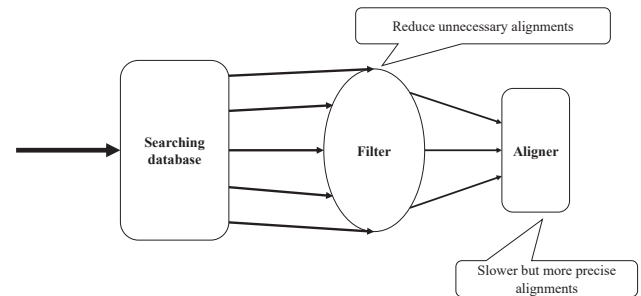 Reduce unnecessary alignments
Searching
database
Filter
Aligner
Slower but more precise
alignments